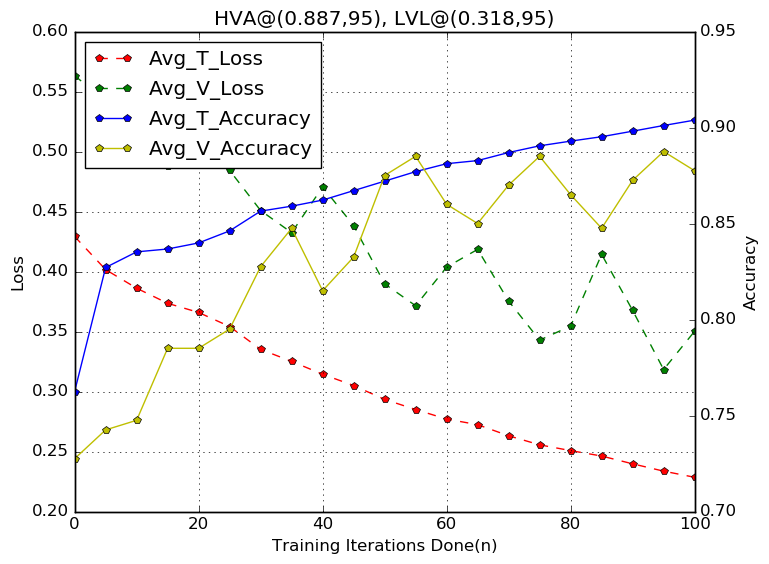 HVA@(0.887,95), LVL@(0.318,95)
0.60
0.55
0.50
0.45
0.40
0.35
0.30
0.25
0.20
Loss
Avg_T_Loss
Avg_V_Loss
Avg_T_Accuracy
Avg_V_Accuracy
0.95
0.90
0.85
0.80
0.75
0.70
Accuracy
0 20 40 60 80 100
Training Iterations Done(n)